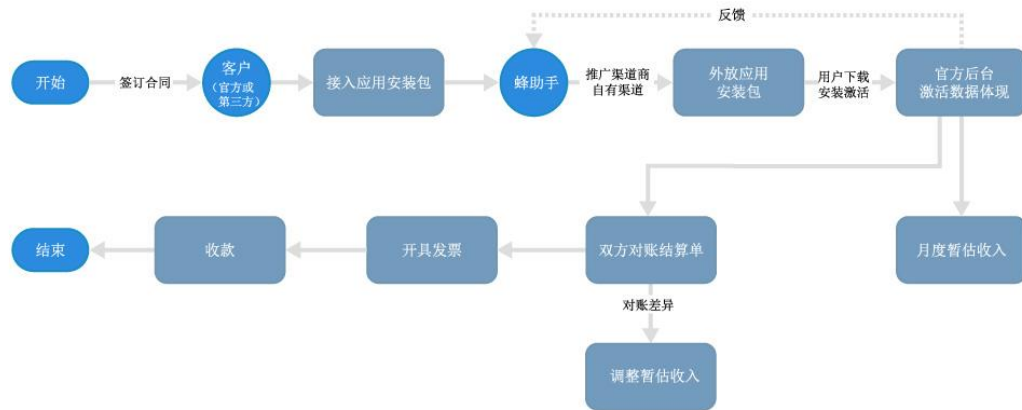 反馈
开始
签订合同
客户
（官方或
第三方）
接入应用安装包
蜂助手
推广渠道商
自有渠道
外放应用
安装包
用户下载
安装激活
官方后台
激活数据体现
结束
收款
开具发票
双方对账结算单
月度暂估收入
对账差异
调整暂估收入